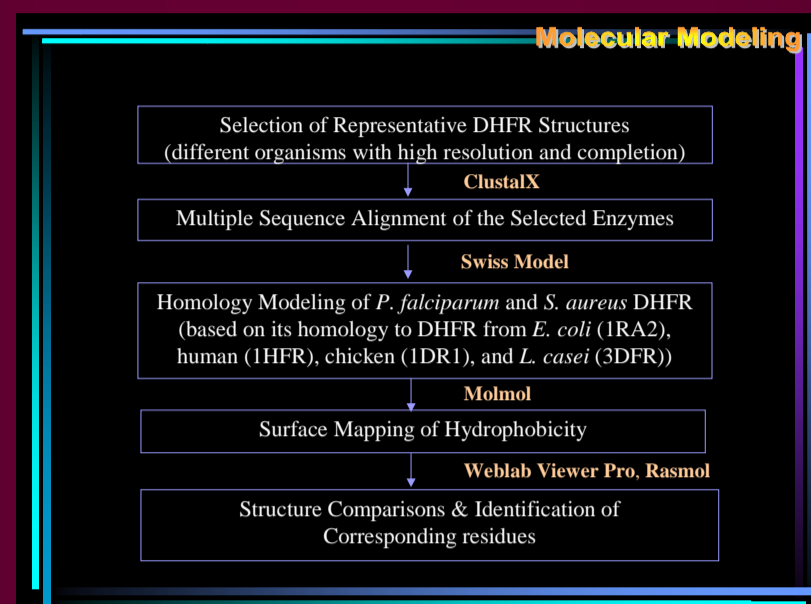 Molecular Modeling
Selection of Representative DHFR Structures
(different organisms with high resolution and completion)
ClustalX
Multiple Sequence Alignment of the Selected Enzymes
Swiss Model
Homology Modeling of P. falciparum and S. aureus DHFR
(based on its homology to DHFR from E. coli (1RA2),
human (1HFR), chicken (1DR1), and L. casei (3DFR))
Molmol
Surface Mapping of Hydrophobicity
Weblab Viewer Pro, Rasmol
Structure Comparisons & Identification of
Corresponding residues